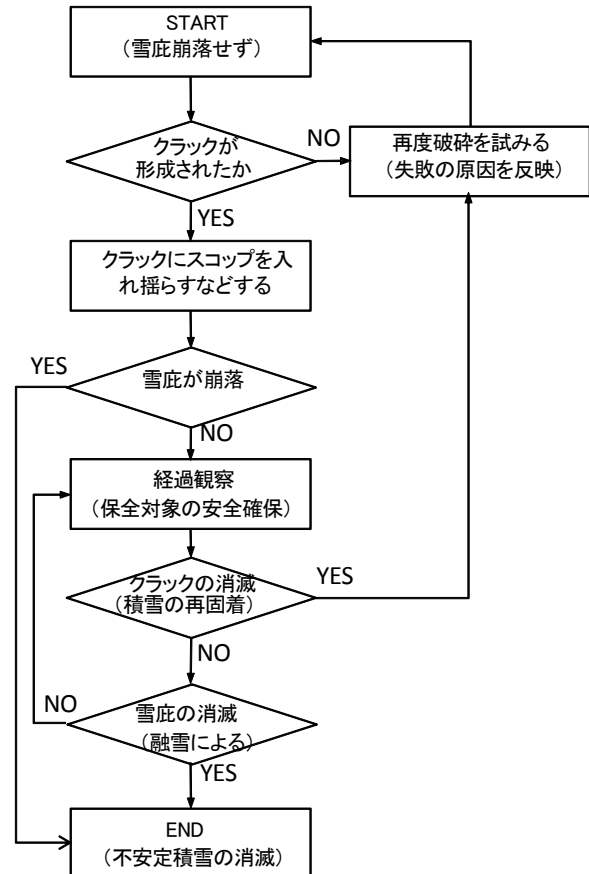 START
（雪庇崩落せず）
クラックが
形成されたか
NO
再度破砕を試みる
（失敗の原因を反映）
YES
クラックにスコップを入
れ揺らすなどする
YES
雪庇が崩落
NO
経過観察
（保全対象の安全確保）
クラックの消滅
（積雪の再固着）
YES
NO
NO
雪庇の消滅
（融雪による）
YES
END
（不安定積雪の消滅）